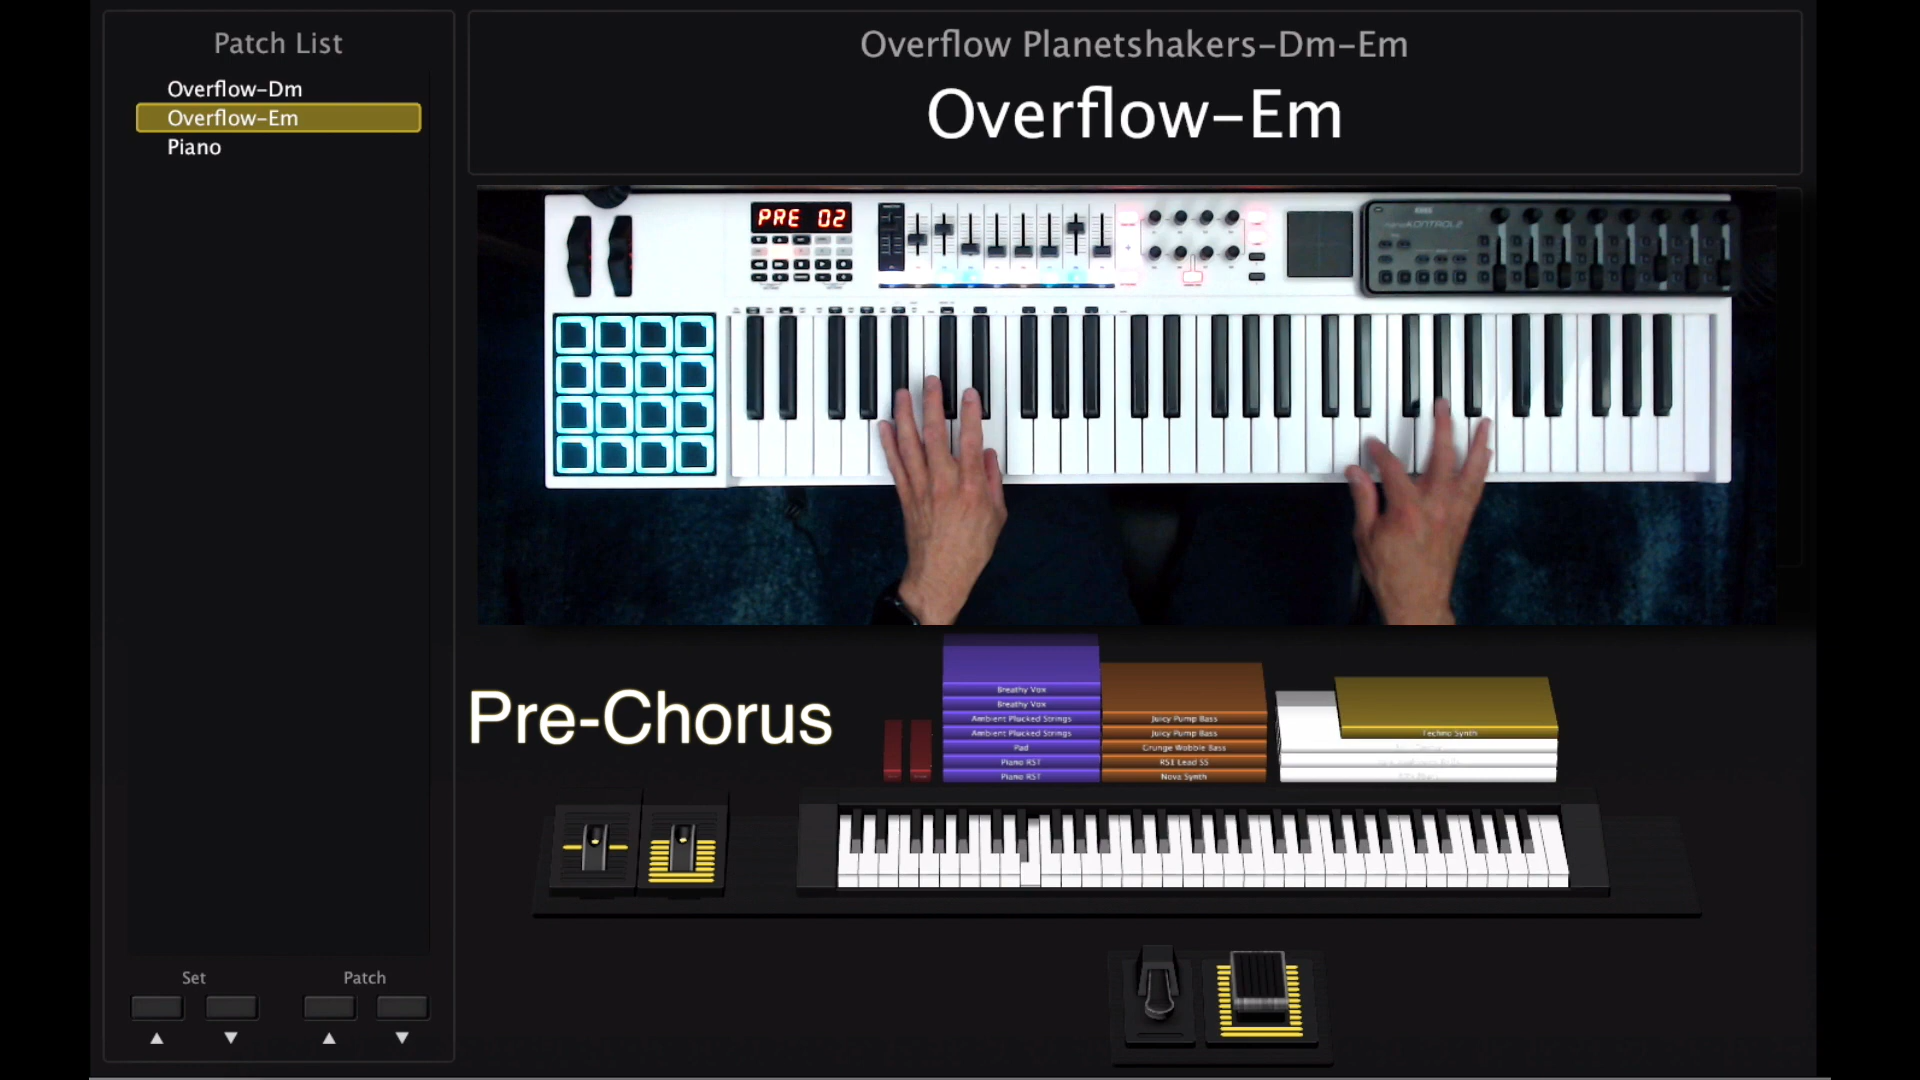 Patch List
Overflow-Dm
Overflow-Em
Piano
Overflow Planetshakers-Dm-Em
Overflow-Em
PRE 02
nanoKONTROL2
Pre-Chorus
Breathy Vox
Breathy Vox
Ambient Plucked Strings
Ambient Plucked Strings
Pad
Piano RST
Piano RST
Juicy Pump Bass
Juicy Pump Bass
Grunge Wobble Bass
RSI Lead SS
Nova Synth
Techno Synth
Set
Patch